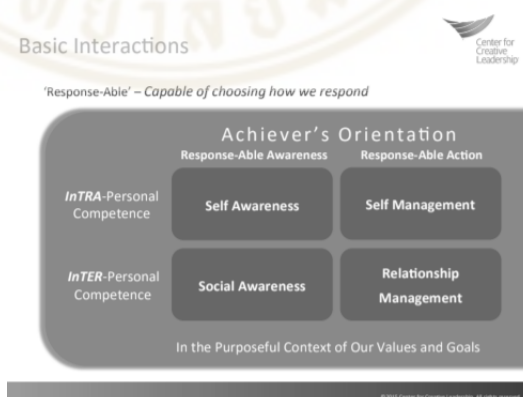 Basic Interactions
Center for
Creative
Leadership
'Response-Able' – Capable of choosing how we respond
Achiever's Orientation
Response-Able Awareness
Response-Able Action
InTRA-Personal
Competence
Self Awareness
Self Management
InTER-Personal
Competence
Social Awareness
Relationship
Management
In the Purposeful Context of Our Values and Goals